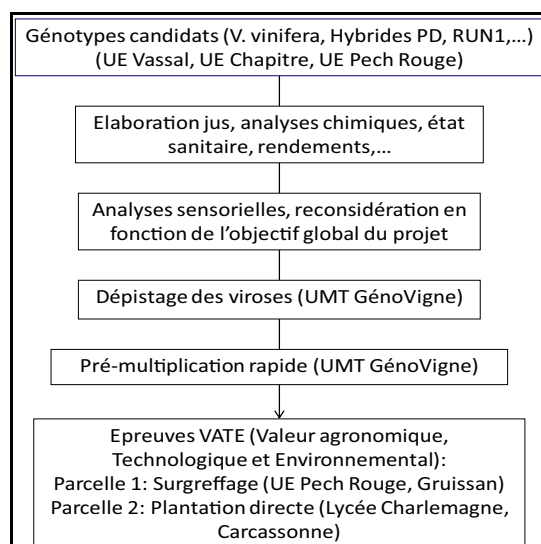 Génotypes candidats (V. vinifera, Hybrides PD, RUN1,...)
(UE Vassal, UE Chapitre, UE Pech Rouge)
Elaboration jus, analyses chimiques, état
sanitaire, rendements,...
Analyses sensorielles, reconsidération en
fonction de l'objectif global du projet
Dépistage des viroses (UMT GénoVigne)
Pré-multiplication rapide (UMT GénoVigne)
Epreuves VATE (Valeur agronomique,
Technologique et Environnemental):
Parcelle 1: Surgreffage (UE Pech Rouge, Gruissan)
Parcelle 2: Plantation directe (Lycée Charlemagne,
Carcassonne)